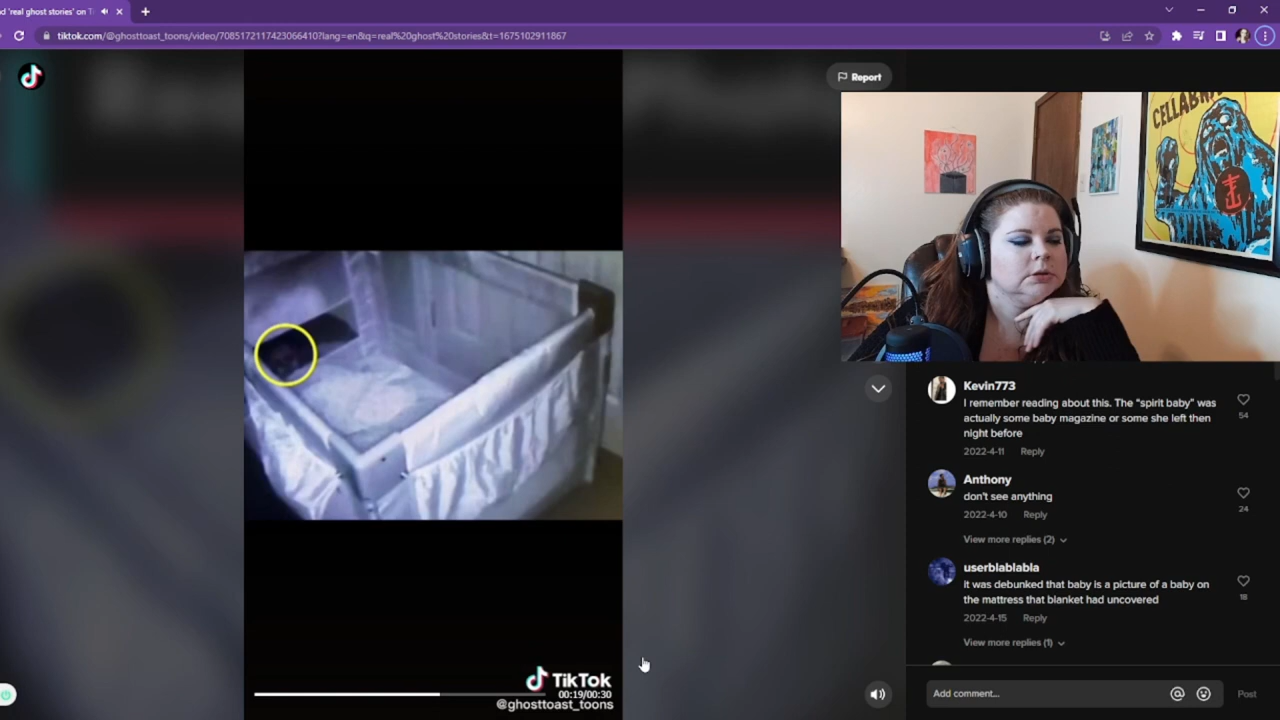 d 'real ghost stories' on Ti
tiktok.com/@ghosttoast_toons/video/7085172117423066410?lang=en&q=real%20ghost%20stories&t=1675102911867
Report
CELLABRAT
Kevin773
I remember reading about this. The "spirit baby" was
actually some baby magazine or some she left then
night before
54
2022-4-11 Reply
Anthony
don't see anything
24
2022-4-10 Reply
View more replies (2)
userblablabla
It was debunked that baby is a picture of a baby on
the mattress that blanket had uncovered
18
2022-4-15 Reply
View more replies (1)
TikTok
00:19/00:30
@ghosttoast_toons
Add comment...
@
Post